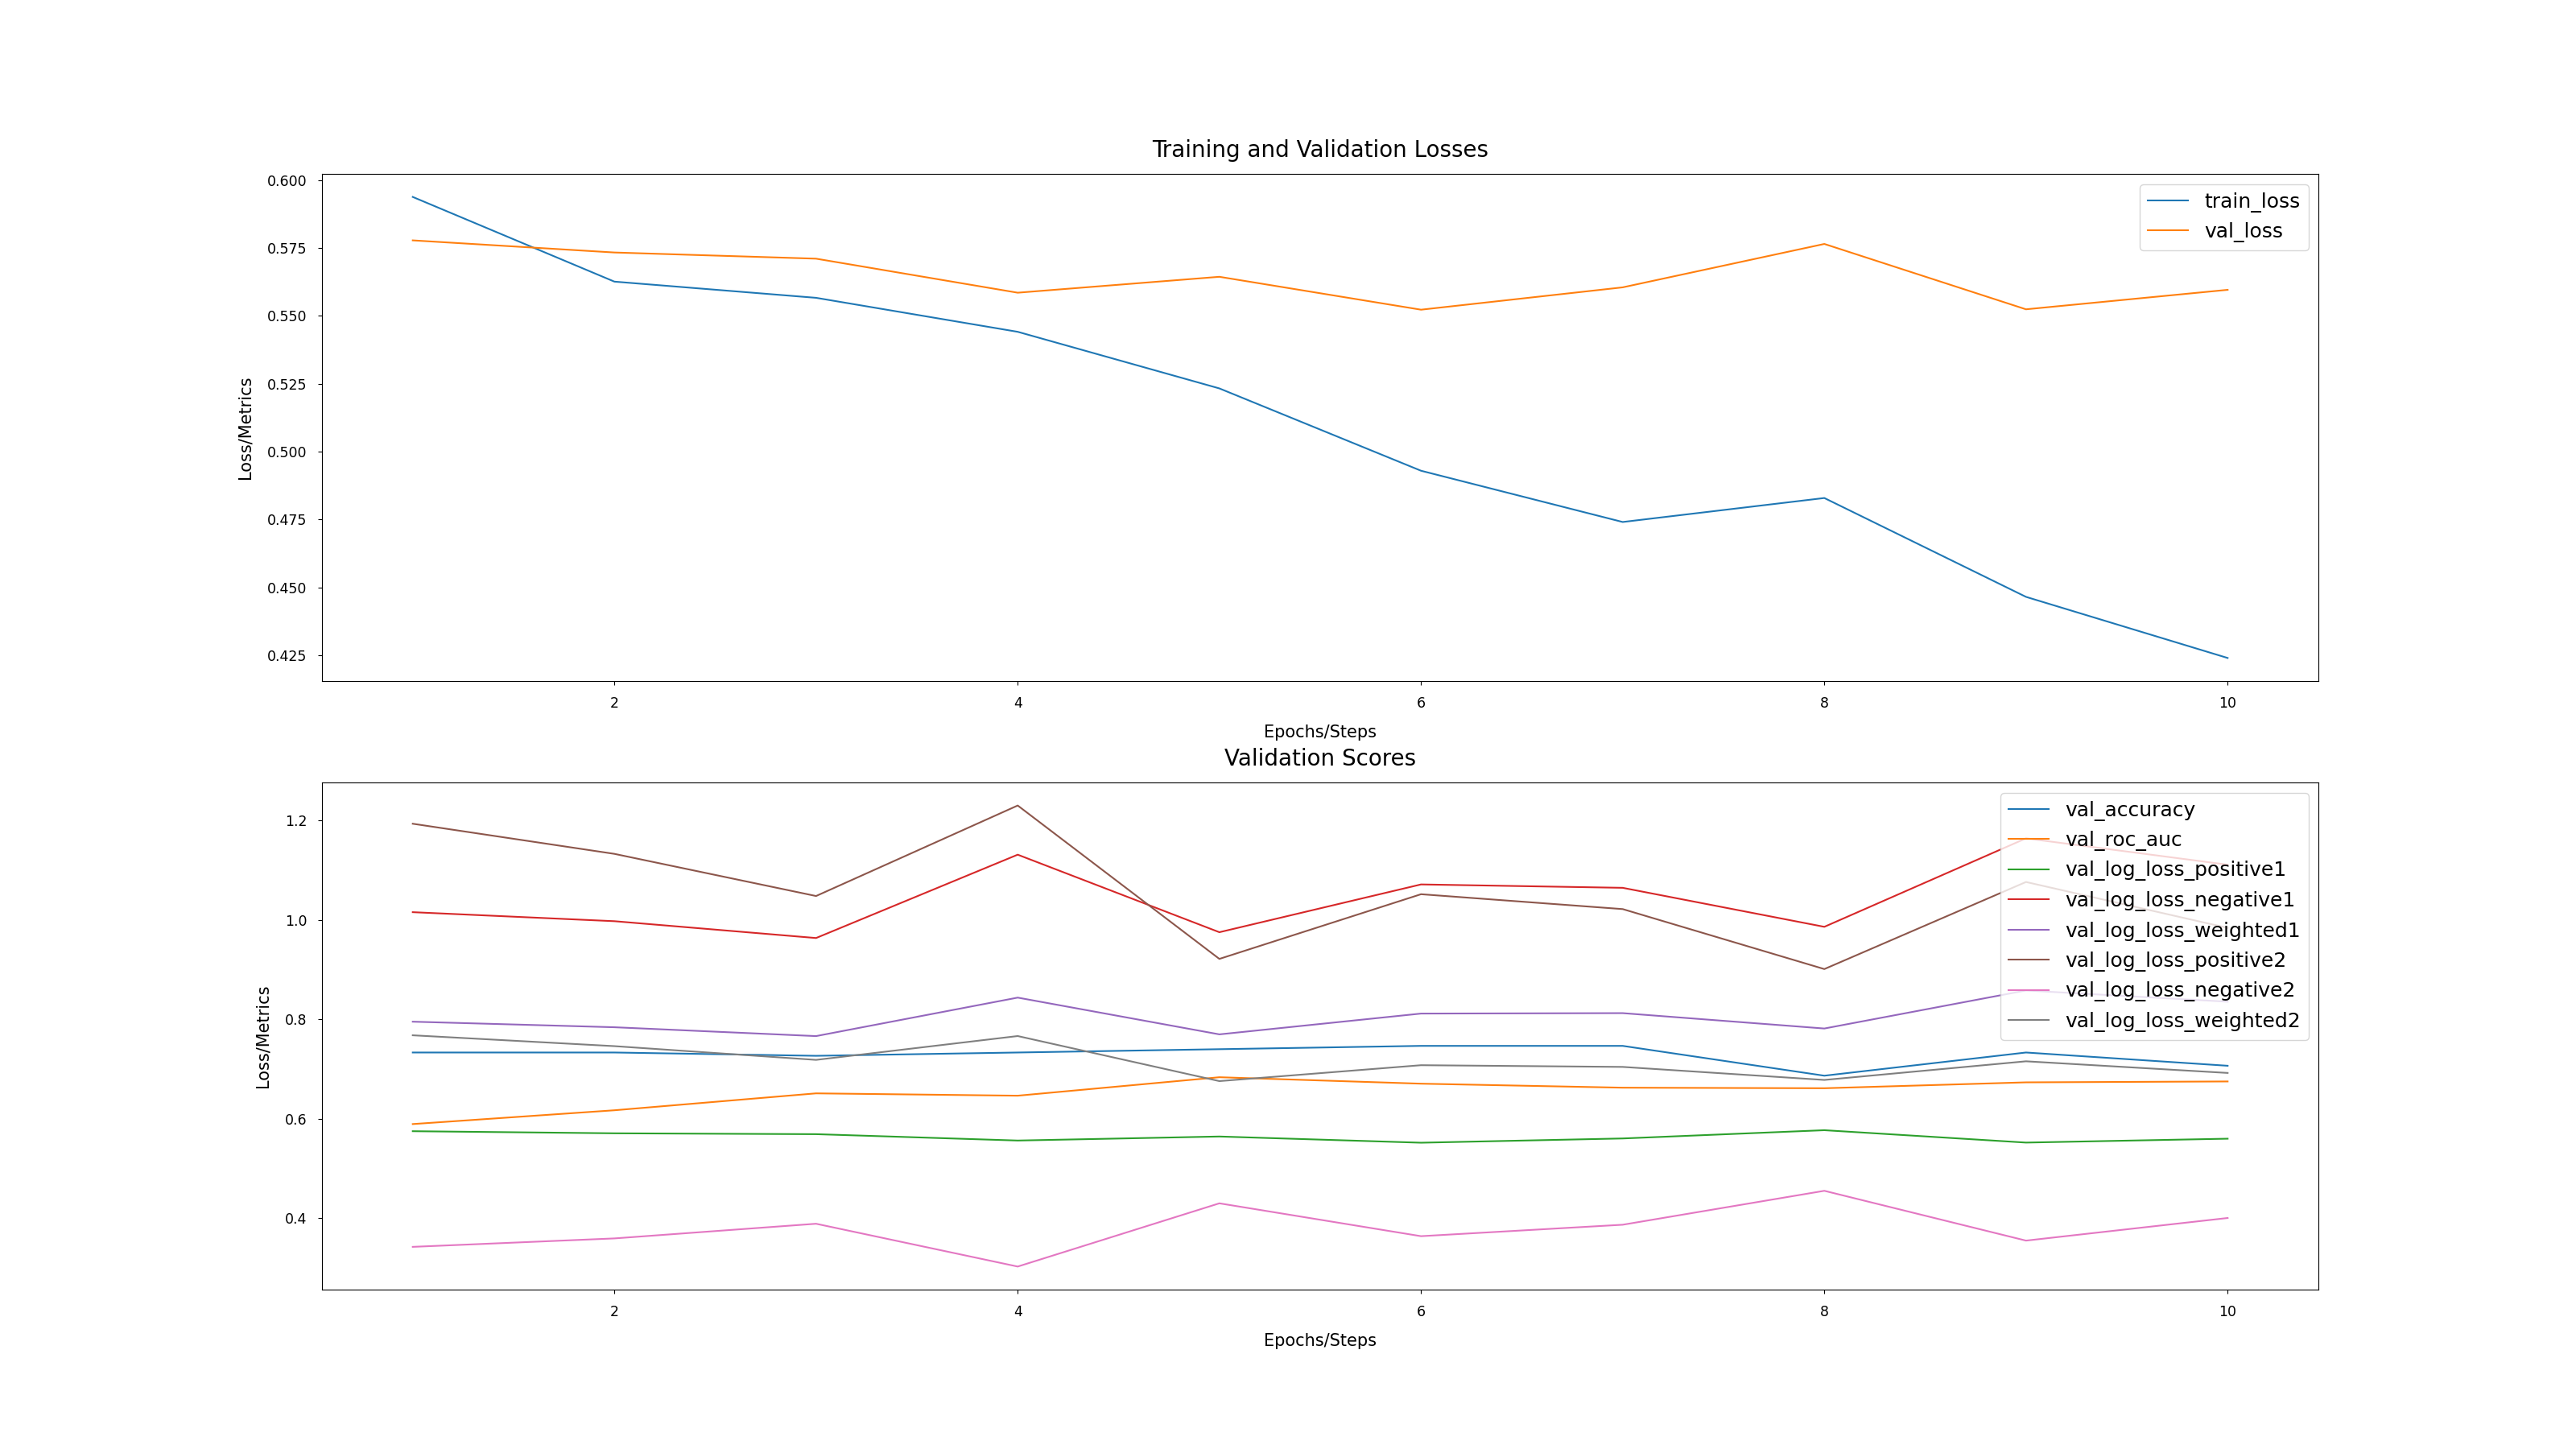 Training and Validation Losses
0.600
0.575
0.550
0.525
0.500
0.475
0.450
0.425
Loss/Metrics
train_loss
val_loss
2 4 6 8 10
Epochs/Steps
Validation Scores
1.2
1.0
0.8
0.6
0.4
Loss/Metrics
val_accuracy
val_roc_auc
val_log_loss_positive1
val_log_loss_negative1
val_log_loss_weighted1
val_log_loss_positive2
val_log_loss_negative2
val_log_loss_weighted2
2 4 6 8 10
Epochs/Steps